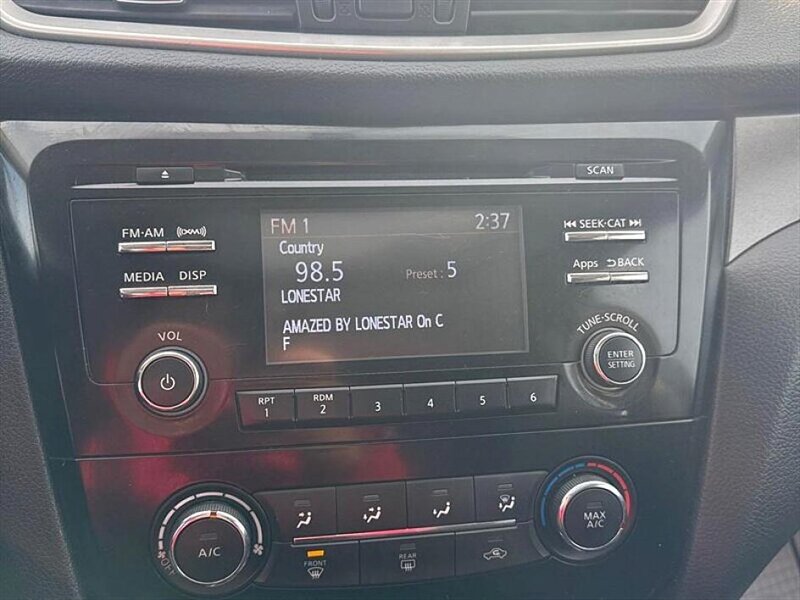 SCAN
FM·AM
((XM))
SEEK·CAT
MEDIA
DISP
Apps
BACK
FM 1
2:37
Country
98.5
Preset : 5
LONESTAR
AMAZED BY LONESTAR On C
F
VOL
TUNE·SCROLL
ENTER
SETTING
RPT
1
RDM
2
3
4
5
6
A/C
OFF
FRONT
REAR
MAX
A/C